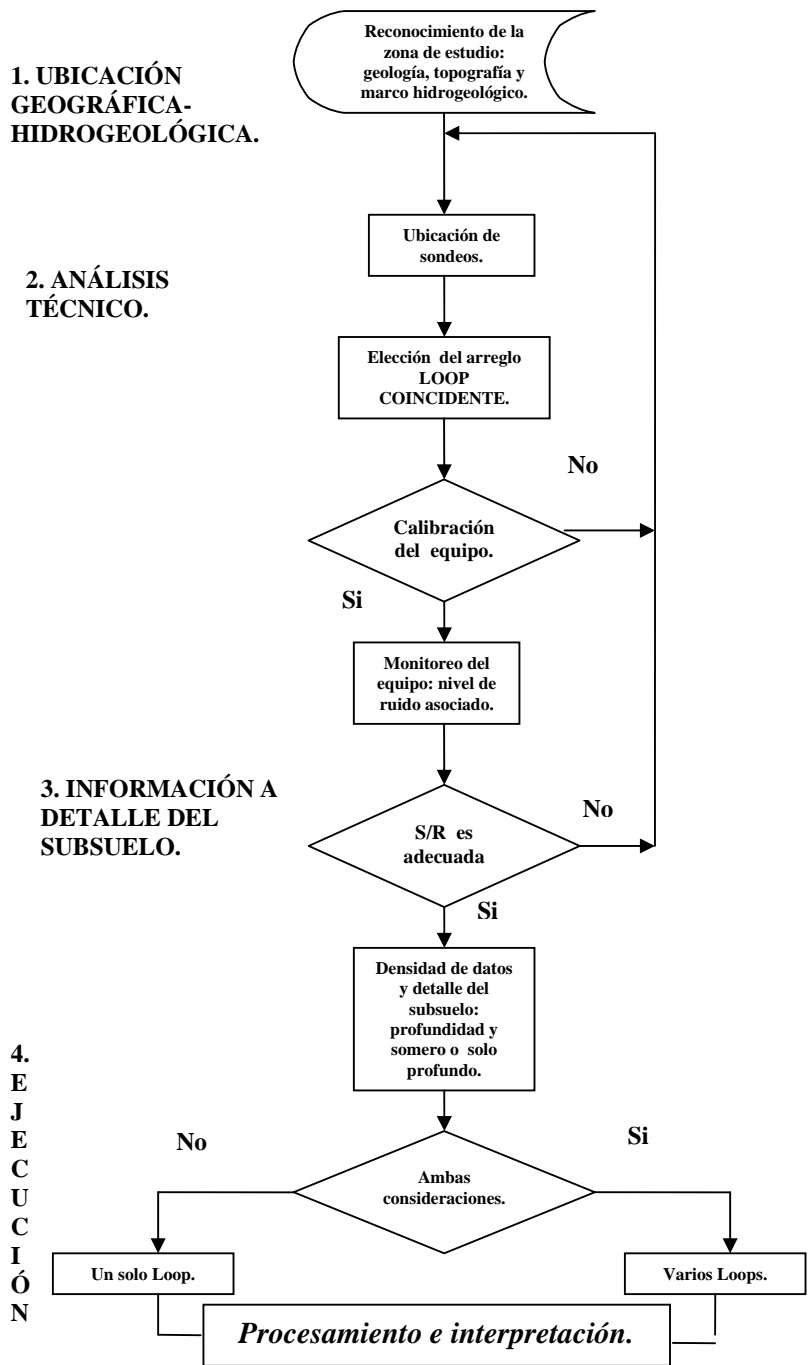 Reconocimiento de la
zona de estudio:
geología, topografía y
marco hidrogeológico.
1. UBICACIÓN
GEOGRÁFICA-
HIDROGEOLÓGICA.
Ubicación de
sondeos.
2. ANÁLISIS
TÉCNICO.
Elección del arreglo
LOOP
COINCIDENTE.
No
Calibración
del equipo.
Si
Monitoreo del
equipo: nivel de
ruido asociado.
3. INFORMACIÓN A
DETALLE DEL
SUBSUELO.
No
S/R es
adecuada
Si
Densidad de datos
y detalle del
subsuelo:
profundidad y
somero o solo
profundo.
4.
E
J
E
C
U
C
I
Ó
N
No
Si
Ambas
consideraciones.
Un solo Loop.
Varios Loops.
Procesamiento e interpretación.